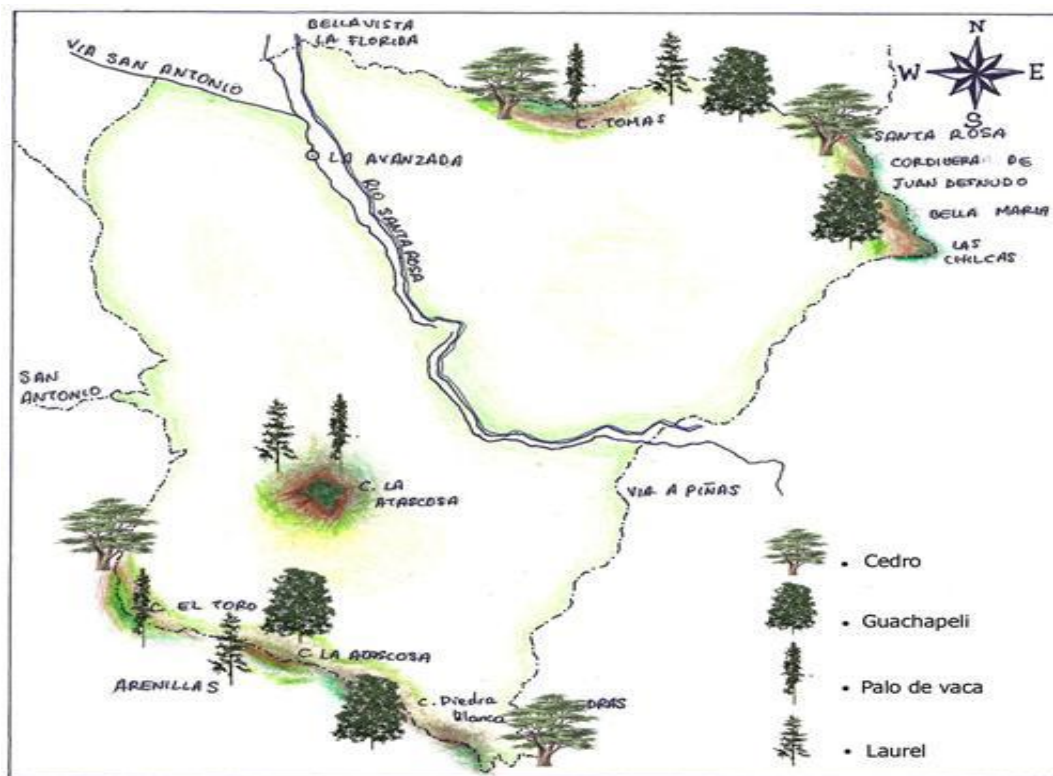 BELLAVISTA
LA FLORIDA
VIA SAN ANTONIO
N
W
E
S
C. TOMAS
SANTA ROSA
CORDILLERA DE
JUAN DESNUDO
BELLA MARIA
LAS
CHILCAS
LA AVANZADA
RIO SANTA ROSA
SAN
ANTONIO
C. LA
ATASCOSA
VIA A PIÑAS
C. EL TORO
C. LA ATASCOSA
ARENILLAS
C. Piedra
blanca
• Cedro
• Guachapeli
• Palo de vaca
• Laurel